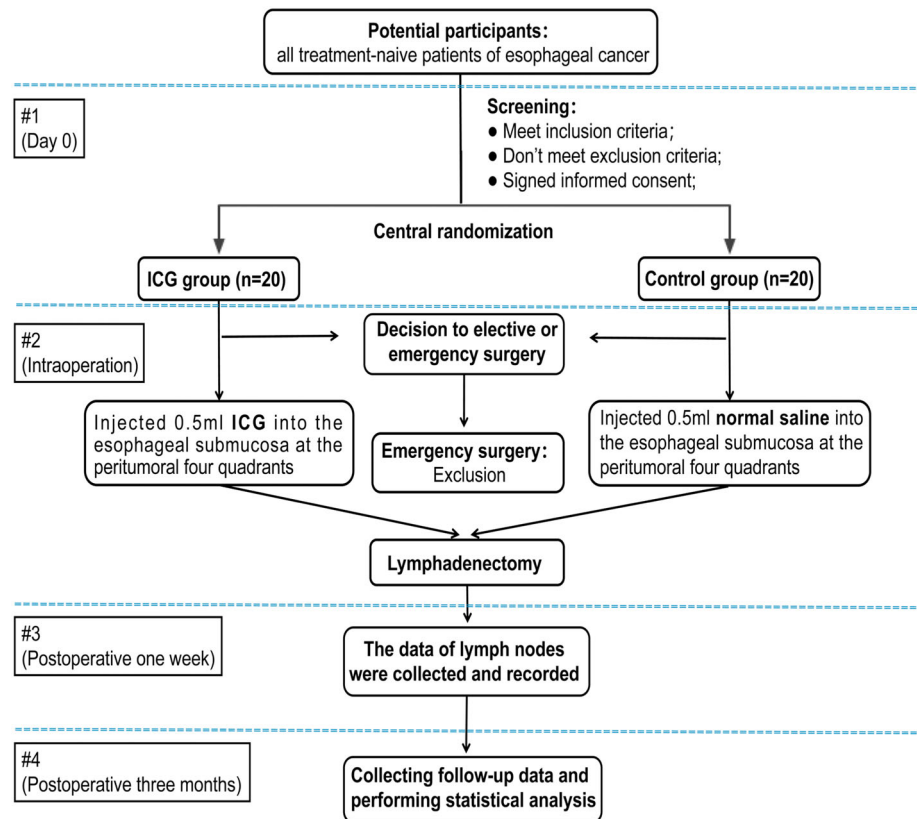 Potential participants:
all treatment-naive patients of esophageal cancer
#1
(Day 0)
Screening:
● Meet inclusion criteria;
● Don't meet exclusion criteria;
● Signed informed consent;
Central randomization
ICG group (n=20)
Control group (n=20)
#2
(Intraoperation)
Decision to elective or
emergency surgery
Injected 0.5ml ICG into the
esophageal submucosa at the
peritumoral four quadrants
Emergency surgery:
Exclusion
Injected 0.5ml normal saline into
the esophageal submucosa at the
peritumoral four quadrants
Lymphadenectomy
#3
(Postoperative one week)
The data of lymph nodes
were collected and recorded
#4
(Postoperative three months)
Collecting follow-up data and
performing statistical analysis